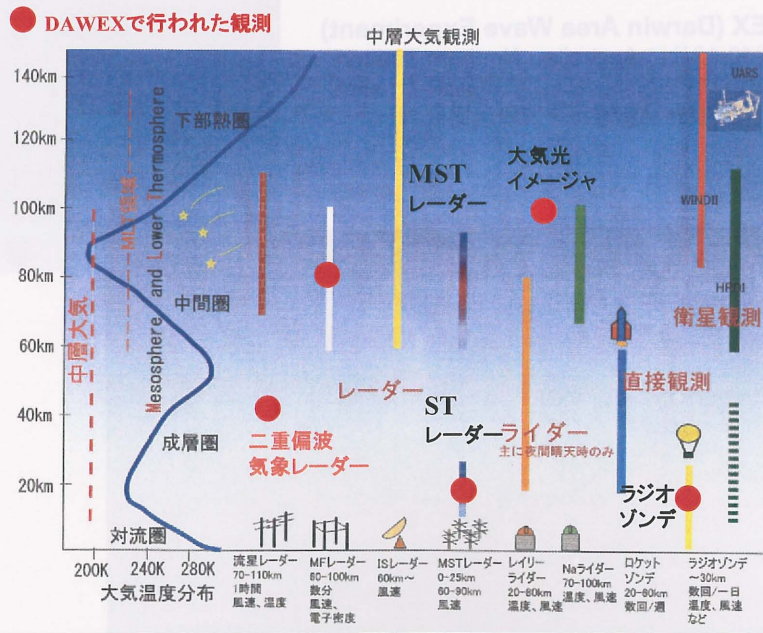 DAWEXで行われた観測
中層大気観測
140km
120km
100km
80km
60km
40km
20km
中層大気
MLT領域
Mesosphere and Lower Thermosphere
下部熱圏
中間圏
成層圏
対流圏
MST
レーダー
大気光
イメージャ
UARS
WINDII
HRDI
衛星観測
レーダー
直接観測
ST
レーダー
ライダー
主に夜間晴天時のみ
二重偏波
気象レーダー
ラジオ
ゾンデ
200K
240K
280K
大気温度分布
流星レーダー
70-110km
1時間
風速、温度
MFレーダー
60-100km
数分
風速、
電子密度
ISレーダー
60km～
風速
MSTレーダー
0-25km
60-90km
風速
レイリー
ライダー
20-80km
温度、風速
Naライダー
70-100km
温度、風速
ロケット
ゾンデ
20-60km
数回/週
ラジオゾンデ
～30km
数回/一日
温度、風速
など